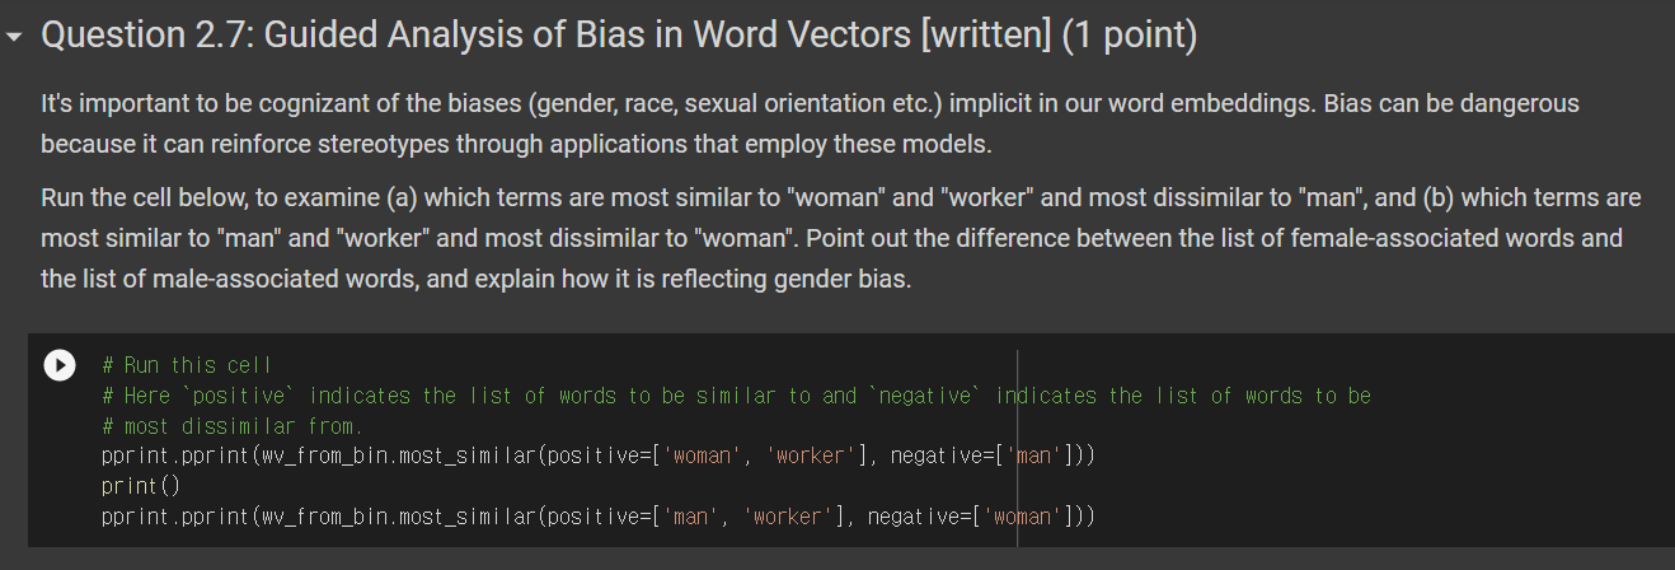 Question 2.7: Guided Analysis of Bias in Word Vectors [written] (1 point)
It's important to be cognizant of the biases (gender, race, sexual orientation etc.) implicit in our word embeddings. Bias can be dangerous
because it can reinforce stereotypes through applications that employ these models.
Run the cell below, to examine (a) which terms are most similar to "woman" and "worker" and most dissimilar to "man", and (b) which terms are
most similar to "man" and "worker" and most dissimilar to "woman". Point out the difference between the list of female-associated words and
the list of male-associated words, and explain how it is reflecting gender bias.
# Run this cell
# Here `positive` indicates the list of words to be similar to and `negative` indicates the list of words to be
# most dissimilar from.
pprint.pprint(wv_from_bin.most_similar(positive=['woman', 'worker'], negative=['man']))
print()
pprint.pprint(wv_from_bin.most_similar(positive=['man', 'worker'], negative=['woman']))